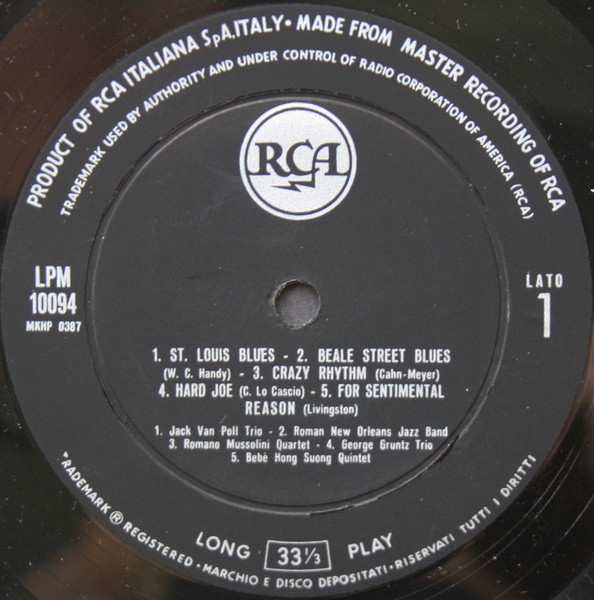 PRODUCT OF RCA ITALIANA SpA.ITALY • MADE FROM MASTER RECORDING OF RCA
TRADEMARK USED BY AUTHORITY AND UNDER CONTROL OF RADIO CORPORATION OF AMERICA (RCA)
RCA
LPM
10094
MKHP 0387
LATO
1
1. ST. LOUIS BLUES - 2. BEALE STREET BLUES
(W. C. Handy) - 3. CRAZY RHYTHM (Cahn-Meyer)
4. HARD JOE (C. Lo Cascio) - 5. FOR SENTIMENTAL
REASON (Livingston)
1. Jack Van Poll Trio - 2. Roman New Orleans Jazz Band
3. Romano Mussolini Quartet - 4. George Gruntz Trio
5. Bebè Hong Suong Quintet
LONG 33⅓ PLAY
TRADEMARK ® REGISTERED • MARCHIO E DISCO DEPOSITATI • RISERVATI TUTTI I DIRITTI